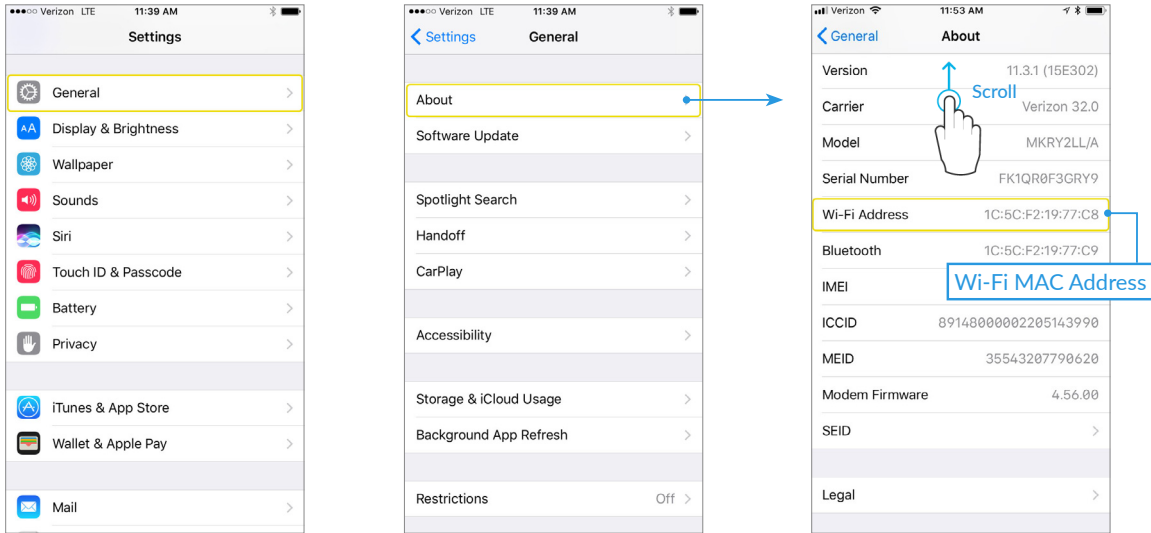 Verizon LTE 11:39 AM
Settings
General
Display & Brightness
Wallpaper
Sounds
Siri
Touch ID & Passcode
Battery
Privacy
iTunes & App Store
Wallet & Apple Pay
Mail
Verizon LTE 11:39 AM
Settings General
About
Software Update
Spotlight Search
Handoff
CarPlay
Accessibility
Storage & iCloud Usage
Background App Refresh
Restrictions Off
Verizon 11:53 AM
General About
Version 11.3.1 (15E302)
Scroll
Carrier Verizon 32.0
Model MKRY2LL/A
Serial Number FK1QR0F3GRY9
Wi-Fi Address 1C:5C:F2:19:77:C8
Bluetooth 1C:5C:F2:19:77:C9
Wi-Fi MAC Address
IMEI
ICCID 89148000002205143990
MEID 35543207790620
Modem Firmware 4.56.00
SEID
Legal